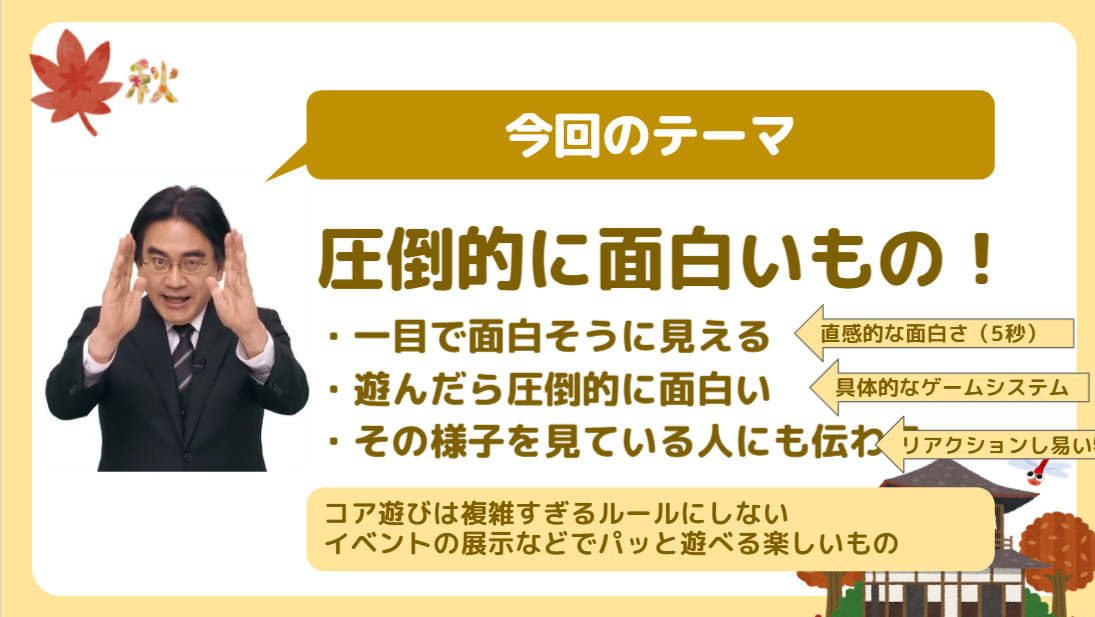 秋
今回のテーマ
圧倒的に面白いもの！
・一目で面白そうに見える
直感的な面白さ（5秒）
・遊んだら圧倒的に面白い
具体的なゲームシステム
・その様子を見ている人にも伝わ
リアクションし易い
コア遊びは複雑すぎるルールにしない
イベントの展示などでパッと遊べる楽しいもの